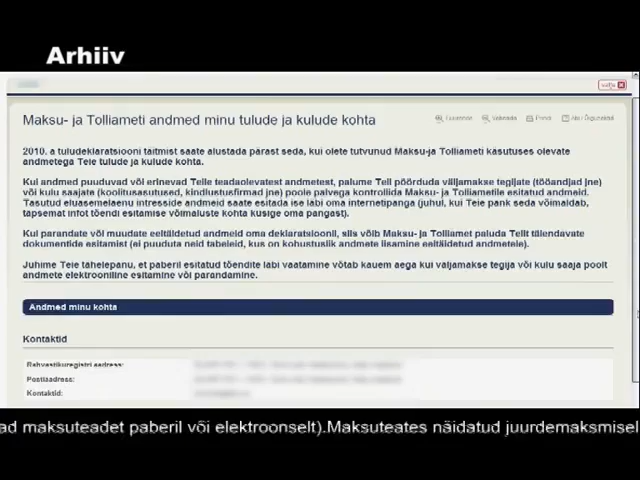 Arhiiv
Maksu- ja Tolliameti andmed minu tulude ja kulude kohta
2010. a tuludeklaratsiooni täitmist saate alustada pärast seda, kui olete tutvunud Maksu-ja Tolliameti kasutuses olevate
andmetega Teie tulude ja kulude kohta.
Kui andmed puuduvad või erinevad Teile teadaolevatest andmetest, palume Teil pöörduda väljamakse tegijate (tööandjad jne)
või kulu saajate (koolitusasutused, kindlustusfirmad jne) poole palvega kontrollida Maksu- ja Tolliametile esitatud andmeid.
Tasutud eluasemelaenu intresside andmeid saate esitada ise läbi oma internetipanga (juhul, kui Teie pank seda võimaldab,
täpsemat infot tõendi esitamise võimaluste kohta küsige oma pangast).
Kui parandate või muudate eeltäidetud andmeid oma deklaratsioonil, siis võib Maksu- ja Tolliamet paluda Teilt täiendavate
dokumentide esitamist (ei puuduta neid tabeleid, kus on kohustuslik andmete lisamine eeltäidetud andmetele).
Juhime Teie tähelepanu, et paberil esitatud tõendite läbi vaatamine võtab kauem aega kui väljamakse tegija või kulu saaja poolt
andmete elektrooniline esitamine või parandamine.
Andmed minu kohta
Kontaktid
Rahvastikuregistri aadress:
Postiaadress:
Kontaktid:
ad maksuteadet paberil või elektroonselt).Maksuteates näidatud juurdemaksmisel